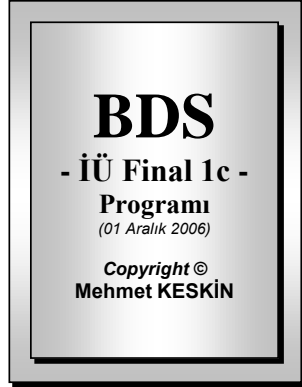 BDS
- İÜ Final 1c -
Programı
(01 Aralık 2006)
Copyright ©
Mehmet KESKİN